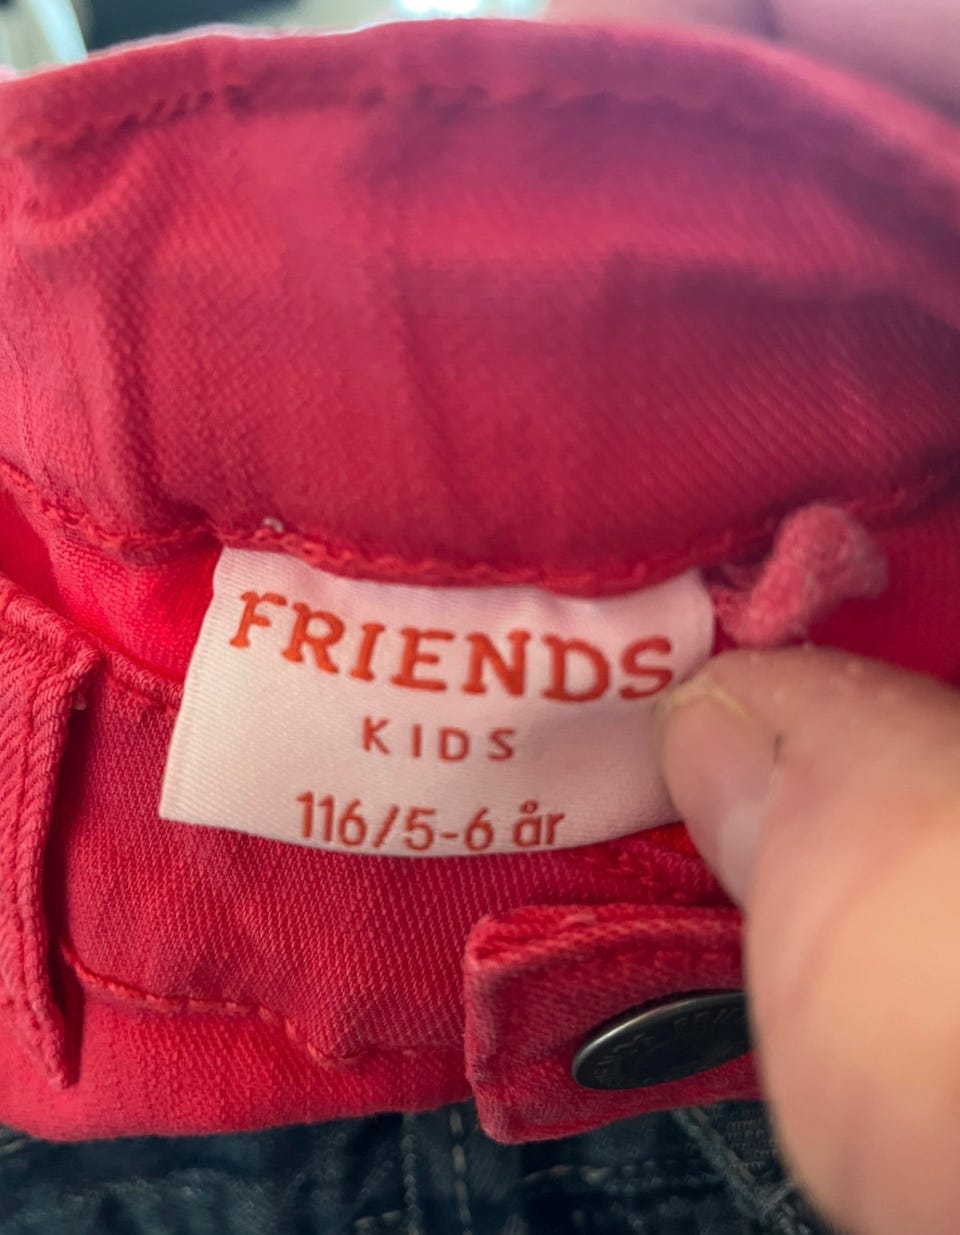 FRIENDS
KIDS
116/5-6 år